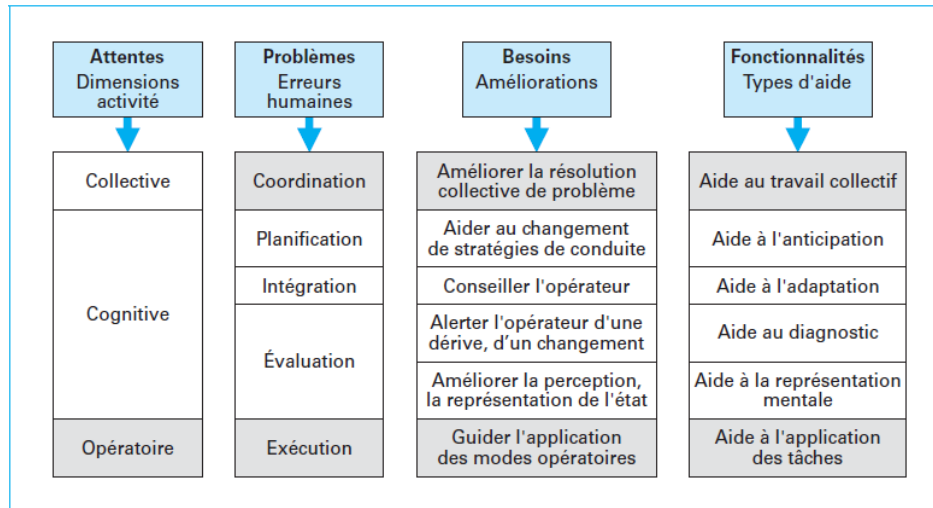 Attentes
Dimensions
activité
Problèmes
Erreurs
humaines
Besoins
Améliorations
Fonctionnalités
Types d'aide
Collective
Cognitive
Opératoire
Coordination
Planification
Intégration
Évaluation
Exécution
Améliorer la résolution
collective de problème
Aider au changement
de stratégies de conduite
Conseiller l'opérateur
Alerter l'opérateur d'une
dérive, d’un changement
Améliorer la perception,
la représentation de l'état
Guider l'application
des modes opératoires
Aide au travail collectif
Aide à l'anticipation
Aide à l'adaptation
Aide au diagnostic
Aide à la représentation
mentale
Aide à l'application
des tâches